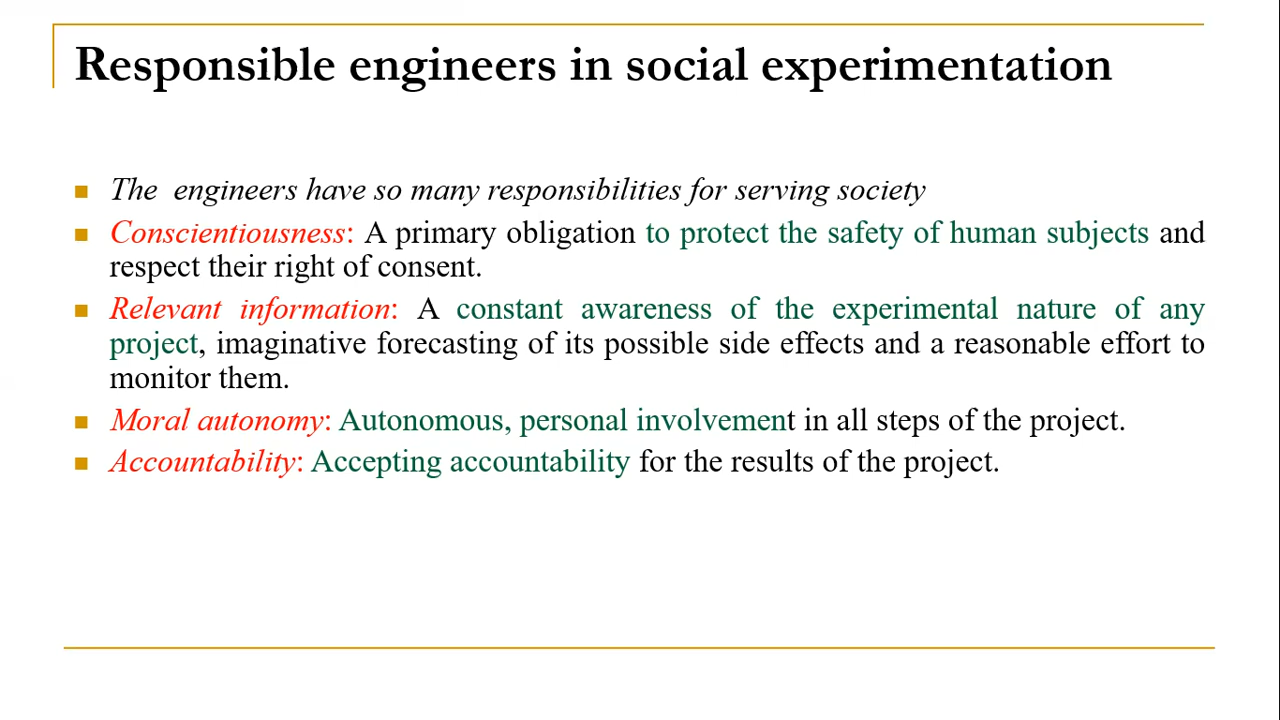 Responsible engineers in social experimentation
The engineers have so many responsibilities for serving society
Conscientiousness: A primary obligation to protect the safety of human subjects and
respect their right of consent.
Relevant information: A constant awareness of the experimental nature of any
project, imaginative forecasting of its possible side effects and a reasonable effort to
monitor them.
Moral autonomy: Autonomous, personal involvement in all steps of the project.
Accountability: Accepting accountability for the results of the project.